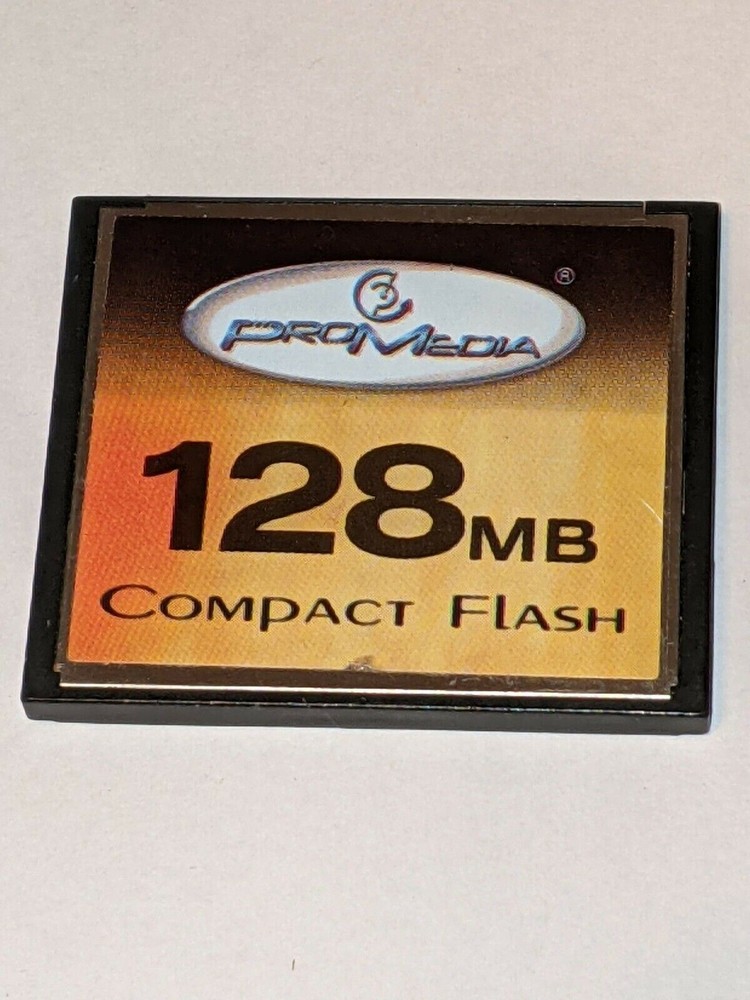 ®
PROMEDIA
128MB
COMPACT FLASH